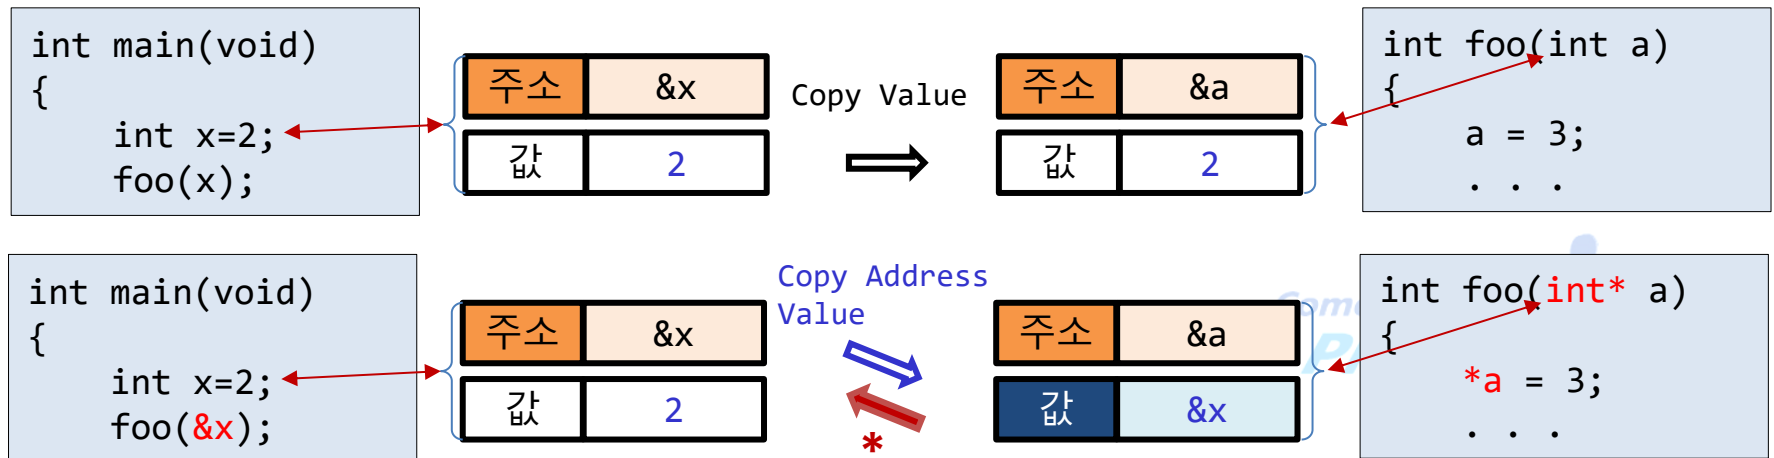 int main(void)
{
int x=2;
foo(x);
주소 &x
값 2
Copy Value
주소 &a
값 2
int foo(int a)
{
a = 3;
. . .
int main(void)
{
int x=2;
foo(&x);
주소 &x
값 2
Copy Address
Value
*
주소 &a
값 &x
int foo(int* a)
{
*a = 3;
. . .